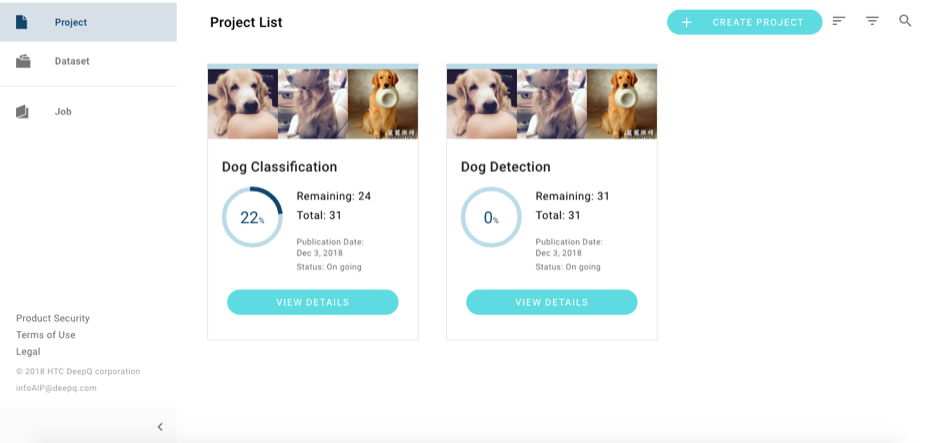 Project
Dataset
Job
Product Security
Terms of Use
Legal
© 2018 HTC DeepQ corporation
infoAIP@deepq.com
Project List
CREATE PROJECT
Dog Classification
22%
Remaining: 24
Total: 31
Publication Date:
Dec 3, 2018
Status: On going
VIEW DETAILS
Dog Detection
0%
Remaining: 31
Total: 31
Publication Date:
Dec 3, 2018
Status: On going
VIEW DETAILS